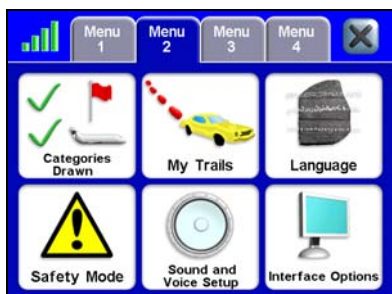 Menu
1
Menu
2
Menu
3
Menu
4
Categories
Drawn
My Trails
Language
Safety Mode
Sound and
Voice Setup
Interface Options